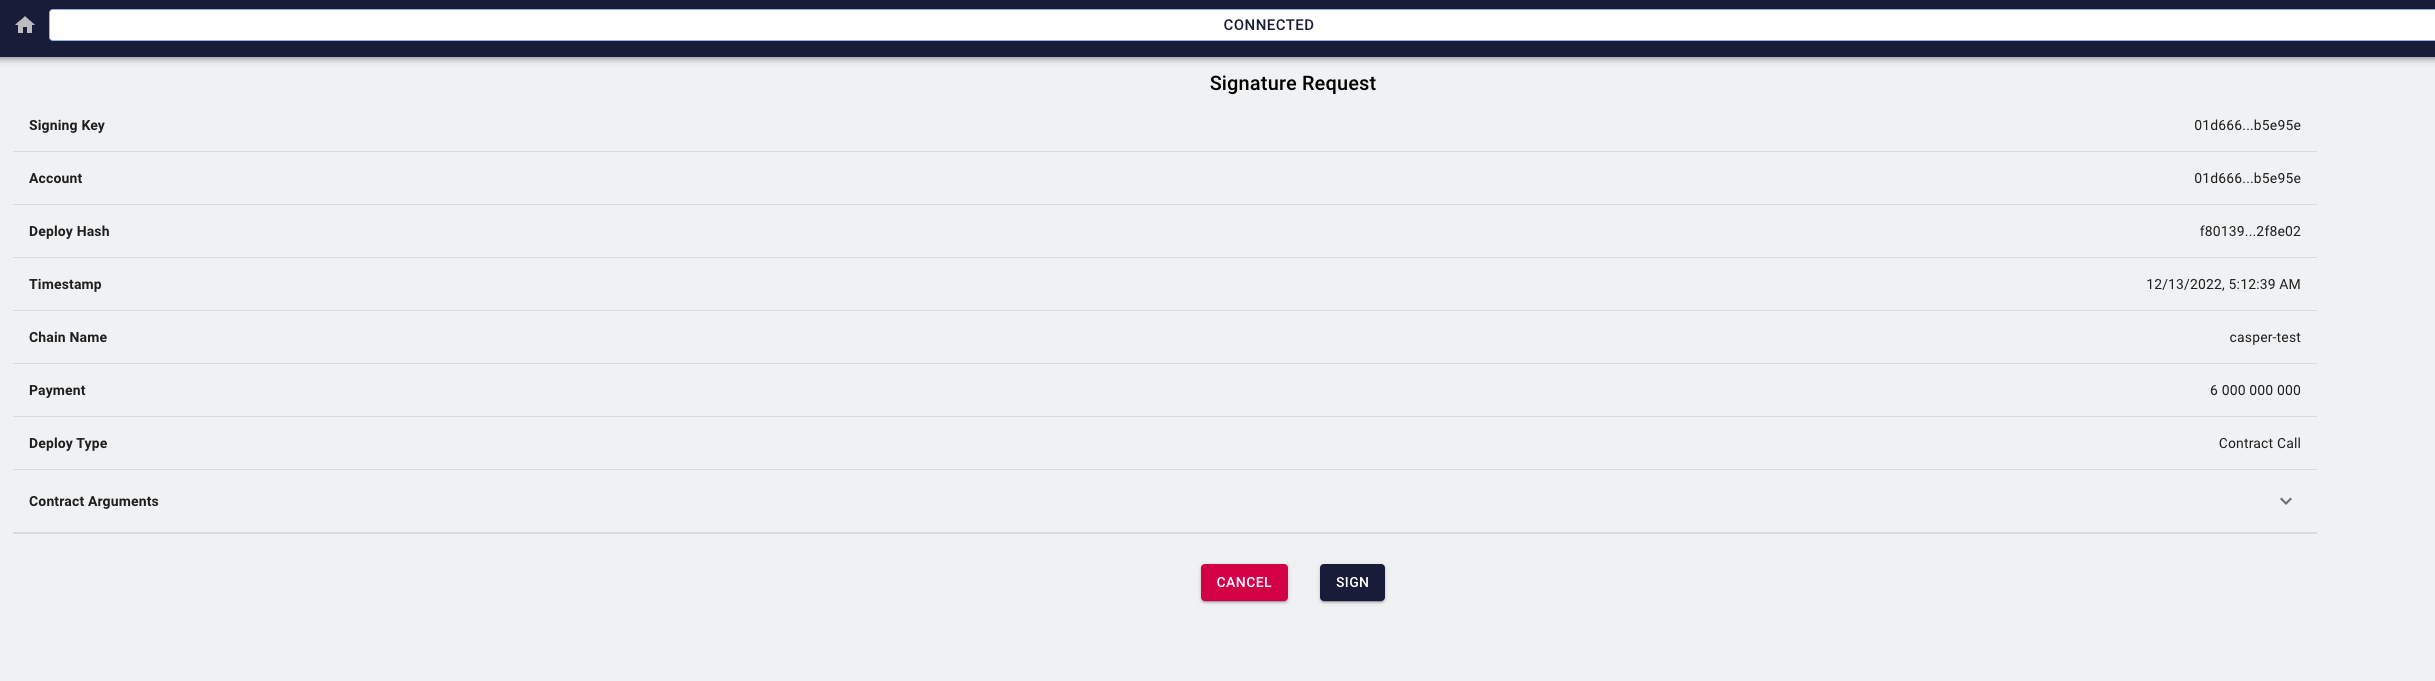 CONNECTED
Signature Request
Signing Key 01d666...b5e95e
Account 01d666...b5e95e
Deploy Hash f80139...2f8e02
Timestamp 12/13/2022, 5:12:39 AM
Chain Name casper-test
Payment 6 000 000 000
Deploy Type Contract Call
Contract Arguments
CANCEL SIGN